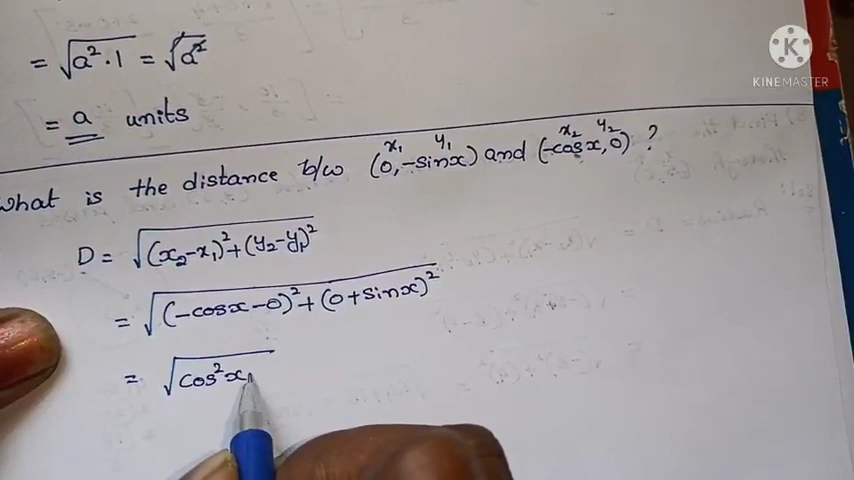 = √a²·1 = √a²
= a units
K
KINEMASTER
x₁ y₁ x₂ y₂
What is the distance b/w (0,-sinx) and (-cosx,0) ?
D = √(x₂-x₁)²+(y₂-y₁)²
= √(-cosx-0)²+(0+sinx)²
= √cos²x